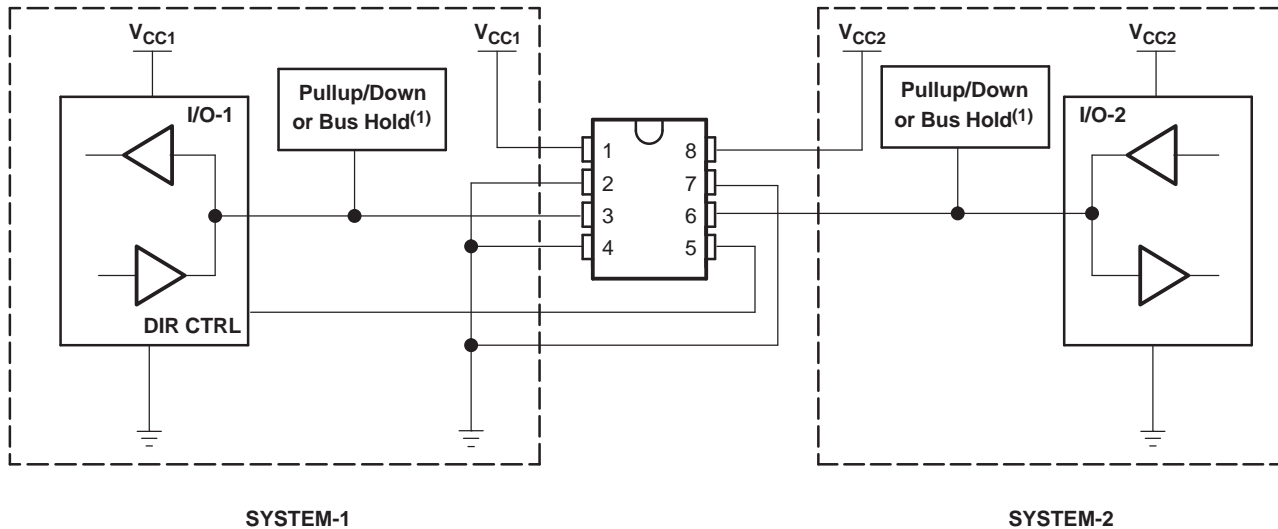 VCC1
VCC1
VCC2
VCC2
Pullup/Down
or Bus Hold(1)
Pullup/Down
or Bus Hold(1)
I/O-1
I/O-2
1
8
2
7
3
6
4
5
DIR CTRL
SYSTEM-1
SYSTEM-2